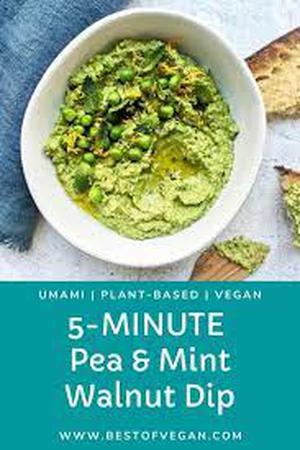 UMAMI | PLANT-BASED | VEGAN
5-MINUTE
Pea & Mint
Walnut Dip
WWW.BESTOFVEGAN.COM